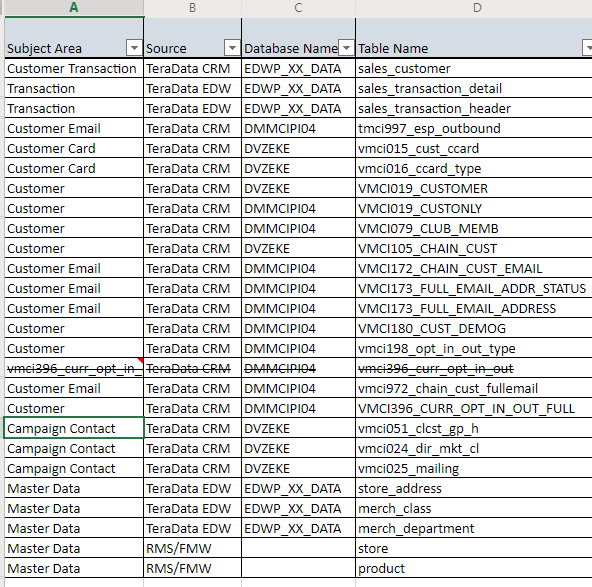 A B C D
Subject Area Source Database Name Table Name
Customer Transaction TeraData CRM EDWP_XX_DATA sales_customer
Transaction TeraData EDW EDWP_XX_DATA sales_transaction_detail
Transaction TeraData EDW EDWP_XX_DATA sales_transaction_header
Customer Email TeraData CRM DMMCIPI04 tmci997_esp_outbound
Customer Card TeraData CRM DVZEKE vmci015_cust_ccard
Customer Card TeraData CRM DVZEKE vmci016_ccard_type
Customer TeraData CRM DVZEKE VMCI019_CUSTOMER
Customer TeraData CRM DMMCIPI04 VMCI019_CUSTONLY
Customer TeraData CRM DMMCIPI04 VMCI079_CLUB_MEMB
Customer TeraData CRM DVZEKE VMCI105_CHAIN_CUST
Customer Email TeraData CRM DMMCIPI04 VMCI172_CHAIN_CUST_EMAIL
Customer Email TeraData CRM DMMCIPI04 VMCI173_FULL_EMAIL_ADDR_STATUS
Customer Email TeraData CRM DMMCIPI04 VMCI173_FULL_EMAIL_ADDRESS
Customer TeraData CRM DMMCIPI04 VMCI180_CUST_DEMOG
Customer TeraData CRM DMMCIPI04 vmci198_opt_in_out_type
vmci396_curr_opt_in_ TeraData CRM DMMCIPI04 vmci396_curr_opt_in_out
Customer Email TeraData CRM DMMCIPI04 vmci972_chain_cust_fullemail
Customer TeraData CRM DMMCIPI04 VMCI396_CURR_OPT_IN_OUT_FULL
Campaign Contact TeraData CRM DVZEKE vmci051_clcst_gp_h
Campaign Contact TeraData CRM DVZEKE vmci024_dir_mkt_cl
Campaign Contact TeraData CRM DVZEKE vmci025_mailing
Master Data TeraData EDW EDWP_XX_DATA store_address
Master Data TeraData EDW EDWP_XX_DATA merch_class
Master Data TeraData EDW EDWP_XX_DATA merch_department
Master Data RMS/FMW store
Master Data RMS/FMW product